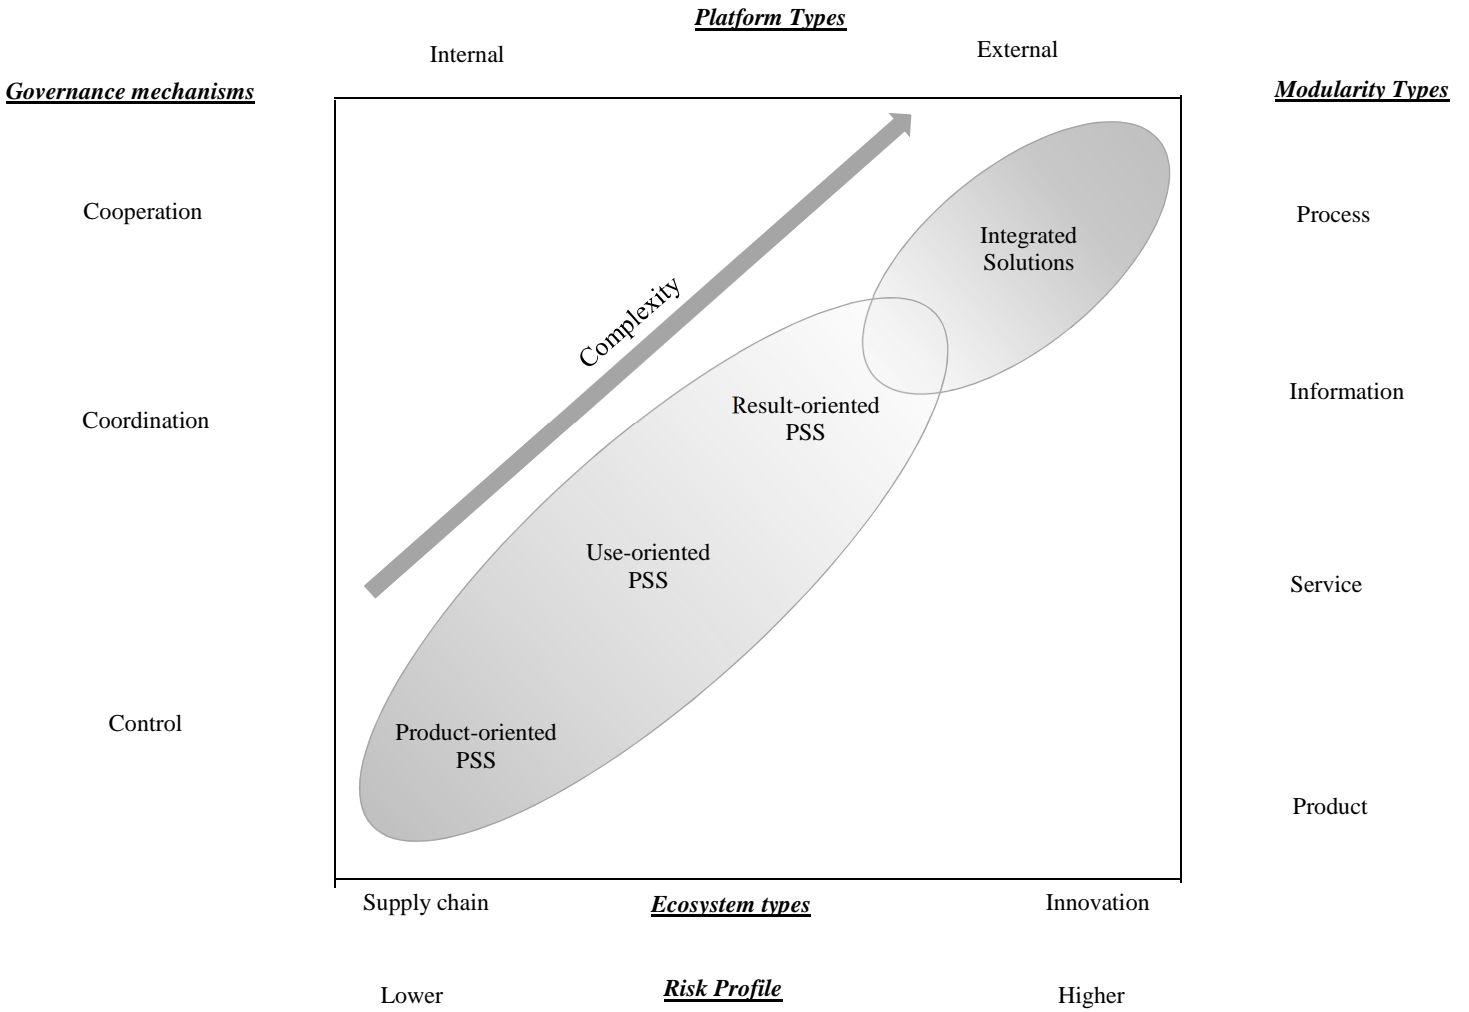 Platform Types
Internal
External
Governance mechanisms
Modularity Types
Cooperation
Process
Integrated
Solutions
Complexity
Information
Result-oriented
PSS
Coordination
Use-oriented
PSS
Service
Control
Product-oriented
PSS
Product
Supply chain
Ecosystem types
Innovation
Lower
Risk Profile
Higher